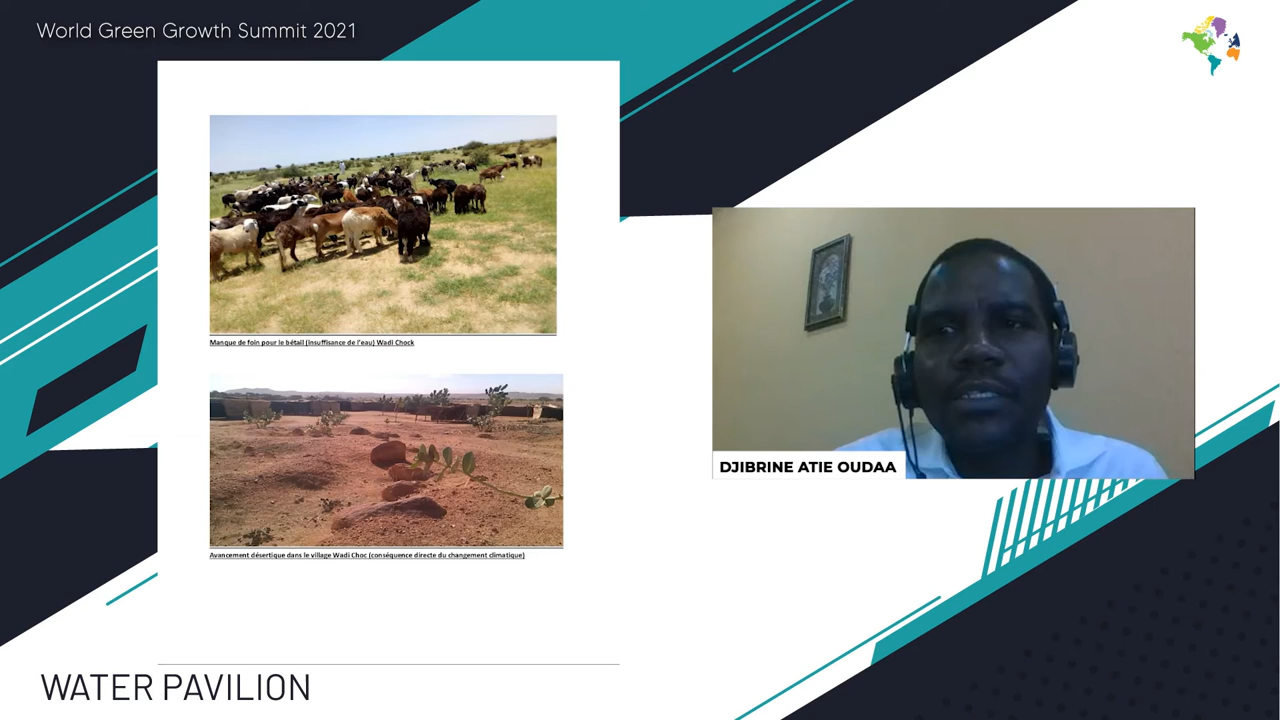 World Green Growth Summit 2021
Manque de foin pour le bétail (insuffisance de l'eau) Wadi Chock
Avancement désertique dans le village Wadi Choc (conséquence directe du changement climatique)
DJIBRINE ATIE OUDAA
WATER PAVILION